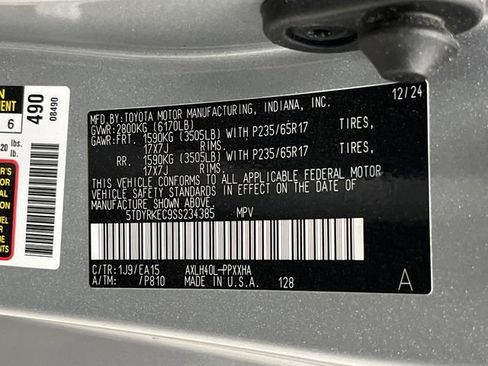 MFD.BY:TOYOTA MOTOR MANUFACTURING, INDIANA, INC. 12/24
GVWR:2800KG (6170LB)
GAWR:FRT. 1590KG (3505LB) WITH P235/65R17 TIRES,
17X7J RIMS.
RR. 1590KG (3505LB) WITH P235/65R17 TIRES,
17X7J RIMS.
THIS VEHICLE CONFORMS TO ALL APPLICABLE FEDERAL MOTOR
VEHICLE SAFETY STANDARDS IN EFFECT ON THE DATE OF
MANUFACTURE SHOWN ABOVE.
5TDYRKEC9SS234385 MPV
C/TR:1J9/EA15 AXLH40L-PPXXHA
A/TM: /P810 MADE IN U.S.A. 128 A
490
08490
6
20
lbs.